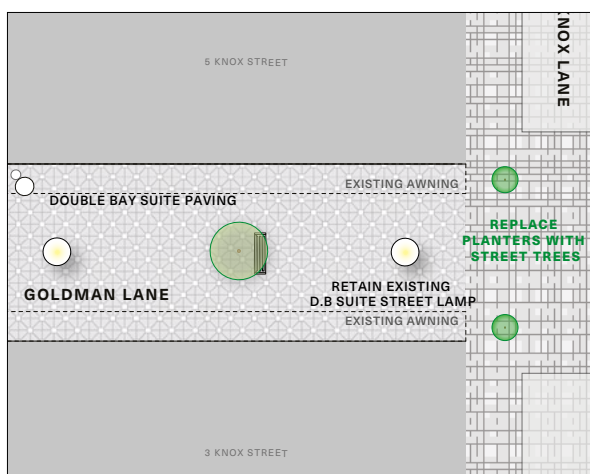 KNOX LANE
5 KNOX STREET
EXISTING AWNING
DOUBLE BAY SUITE PAVING
REPLACE
PLANTERS WITH
STREET TREES
GOLDMAN LANE
RETAIN EXISTING
D.B SUITE STREET LAMP
EXISTING AWNING
3 KNOX STREET